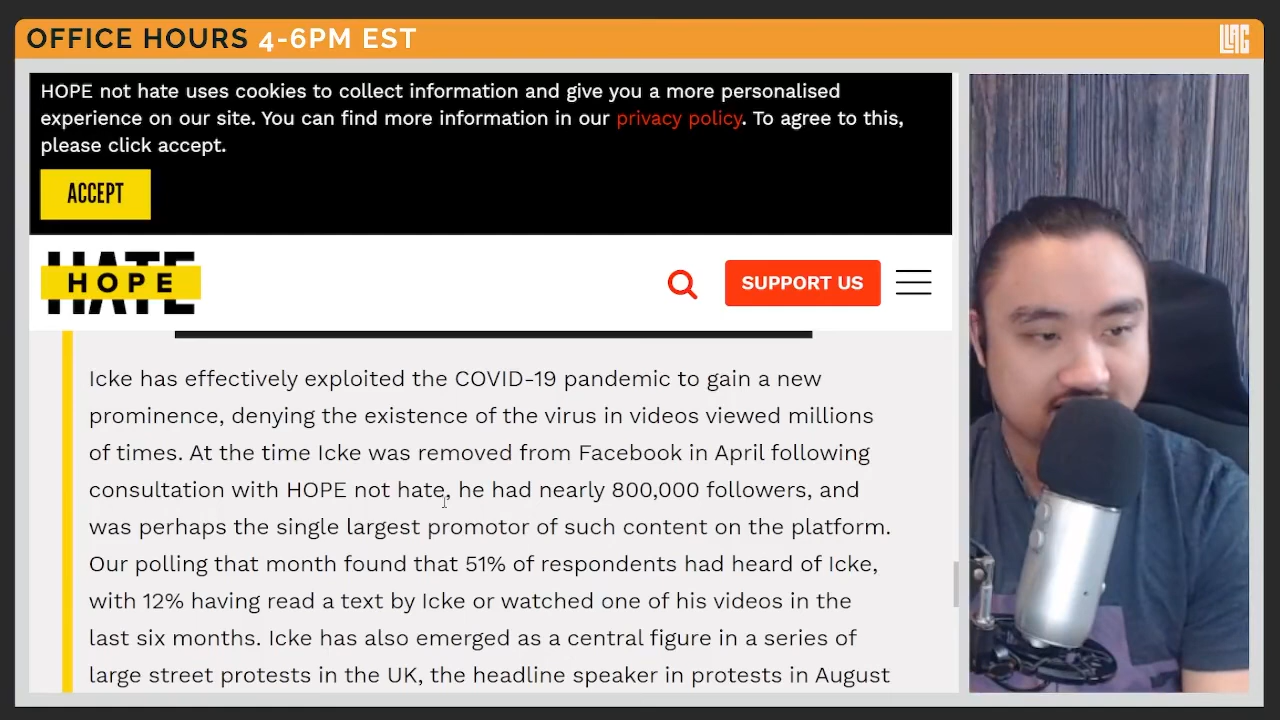 OFFICE HOURS 4-6PM EST
LLAC
HOPE not hate uses cookies to collect information and give you a more personalised
experience on our site. You can find more information in our privacy policy. To agree to this,
please click accept.
ACCEPT
HATE
HOPE
SUPPORT US
Icke has effectively exploited the COVID-19 pandemic to gain a new
prominence, denying the existence of the virus in videos viewed millions
of times. At the time Icke was removed from Facebook in April following
consultation with HOPE not hate, he had nearly 800,000 followers, and
was perhaps the single largest promotor of such content on the platform.
Our polling that month found that 51% of respondents had heard of Icke,
with 12% having read a text by Icke or watched one of his videos in the
last six months. Icke has also emerged as a central figure in a series of
large street protests in the UK, the headline speaker in protests in August